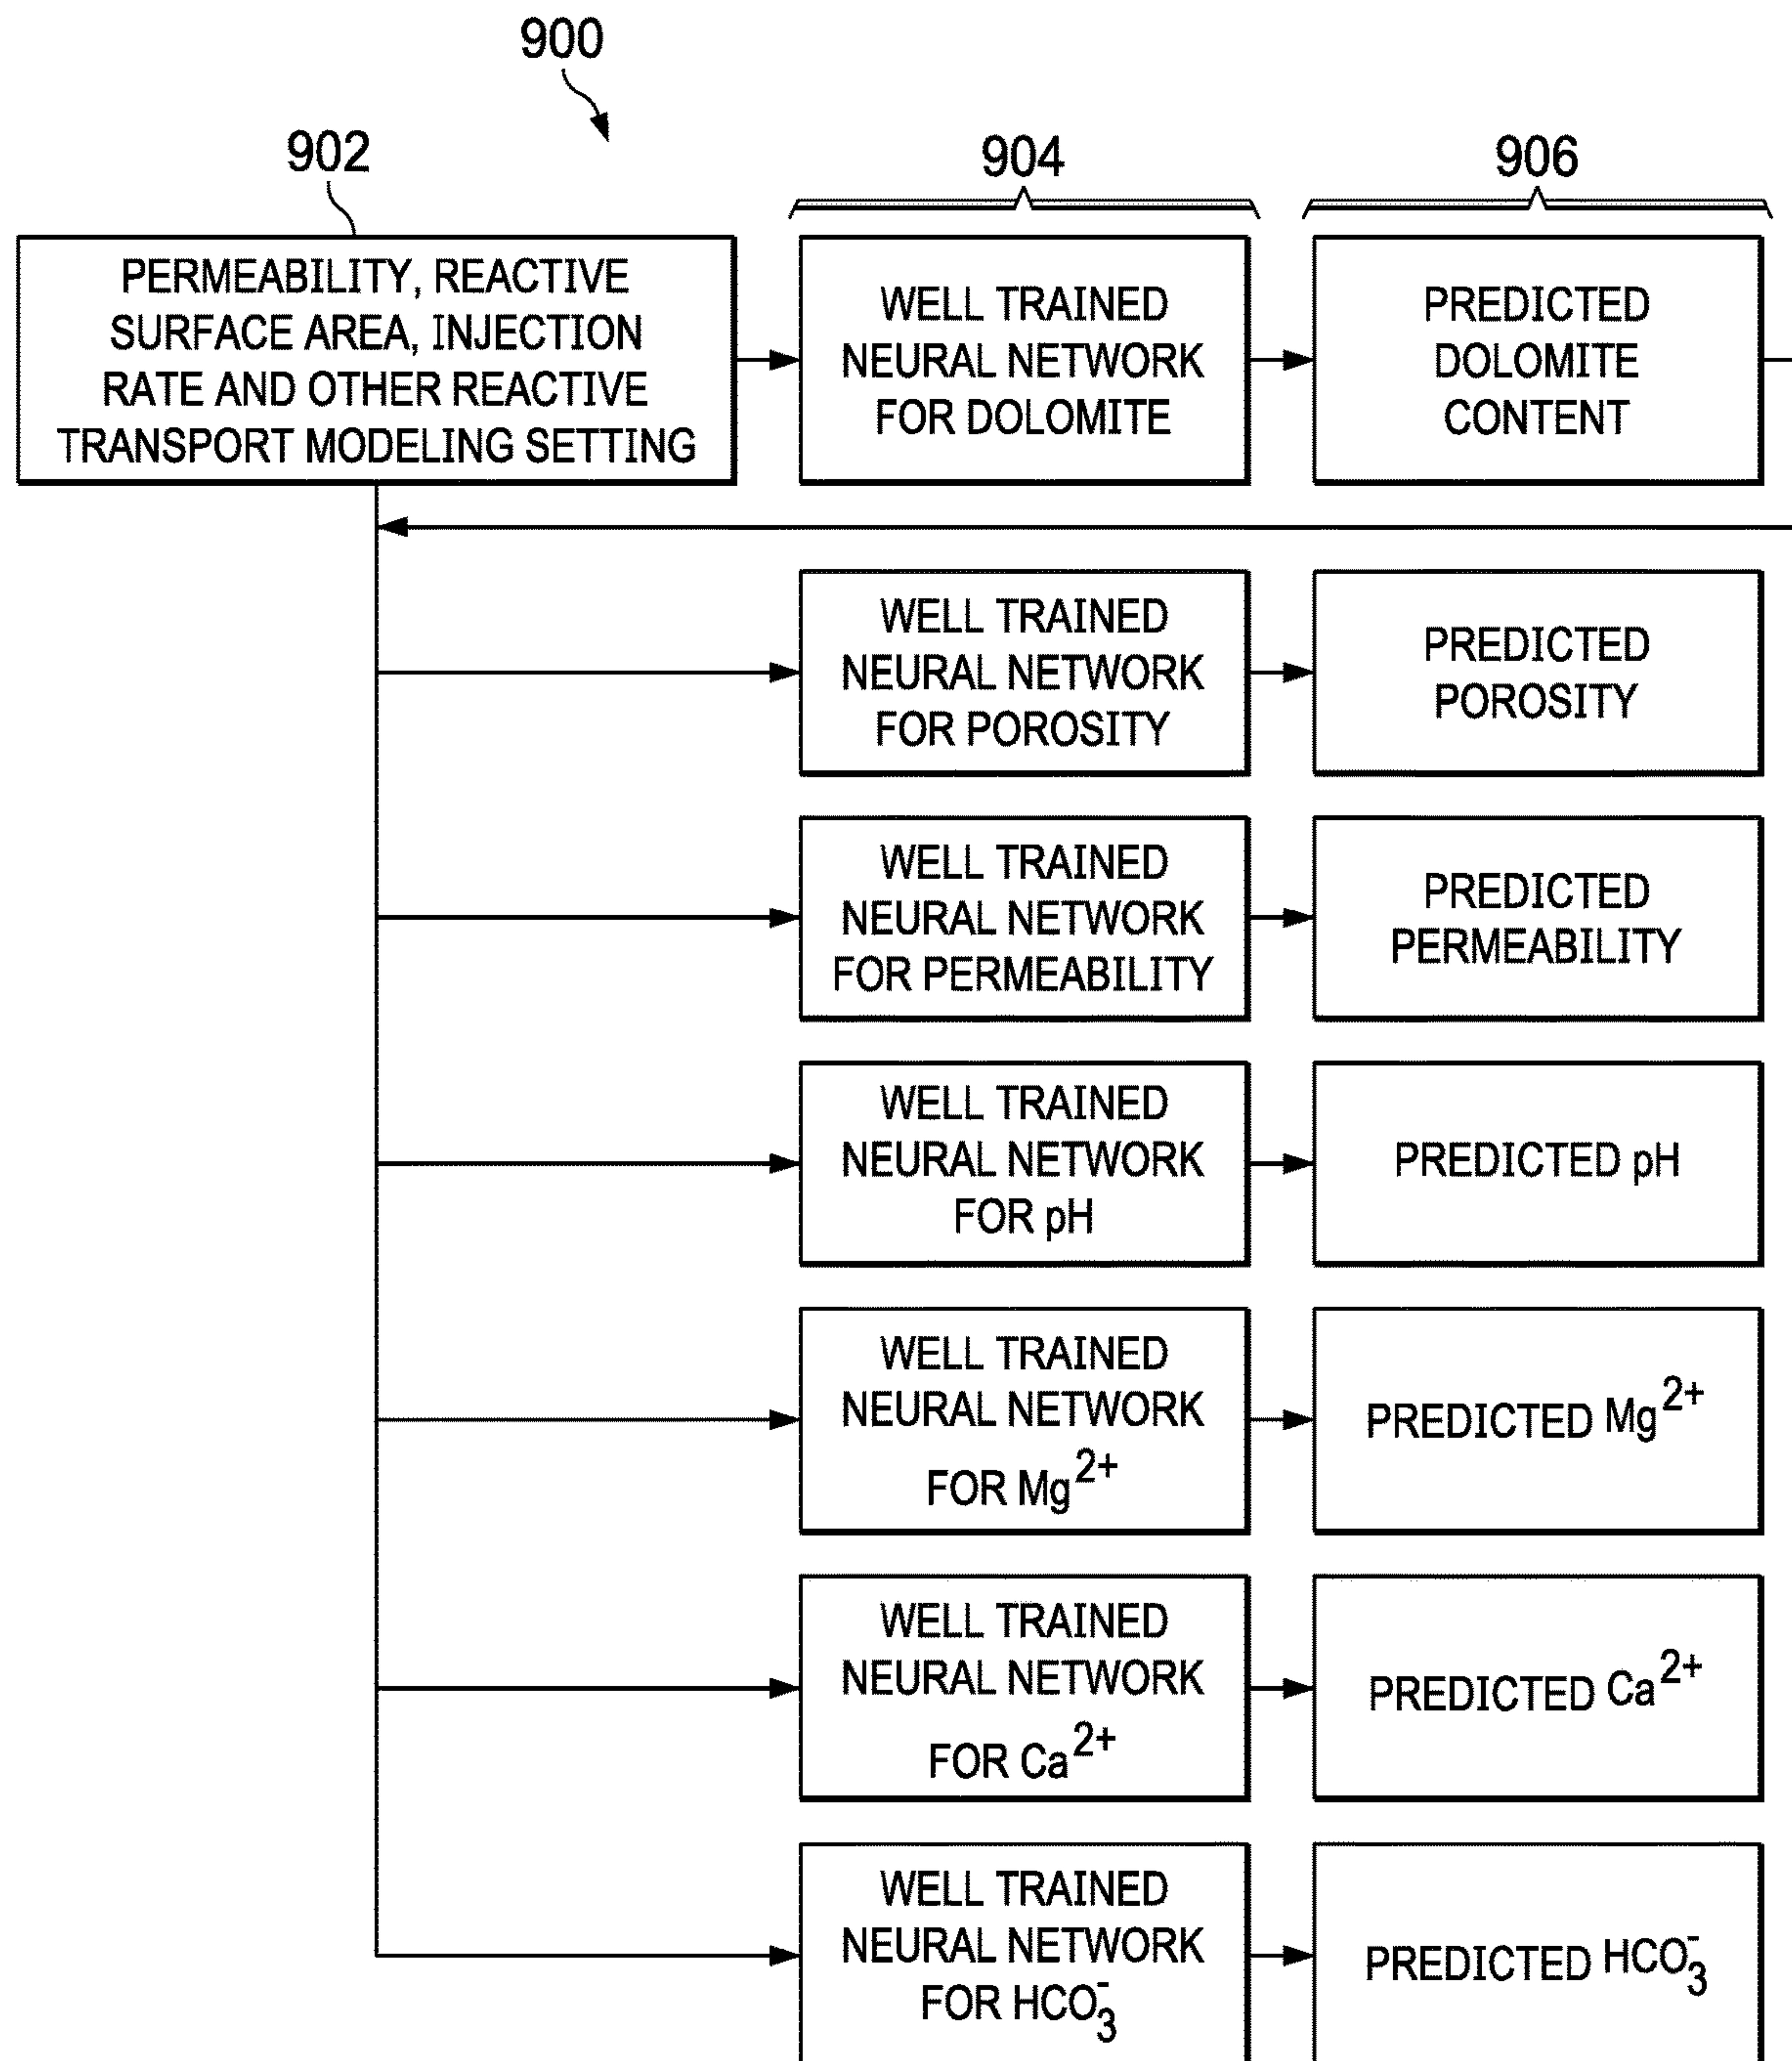 900
902
904
906
PERMEABILITY, REACTIVE
SURFACE AREA, INJECTION
RATE AND OTHER REACTIVE
TRANSPORT MODELING SETTING
WELL TRAINED
NEURAL NETWORK
FOR DOLOMITE
PREDICTED
DOLOMITE
CONTENT
WELL TRAINED
NEURAL NETWORK
FOR POROSITY
PREDICTED
POROSITY
WELL TRAINED
NEURAL NETWORK
FOR PERMEABILITY
PREDICTED
PERMEABILITY
WELL TRAINED
NEURAL NETWORK
FOR pH
PREDICTED pH
WELL TRAINED
NEURAL NETWORK
FOR Mg²⁺
PREDICTED Mg²⁺
WELL TRAINED
NEURAL NETWORK
FOR Ca²⁺
PREDICTED Ca²⁺
WELL TRAINED
NEURAL NETWORK
FOR HCO₃⁻
PREDICTED HCO₃⁻